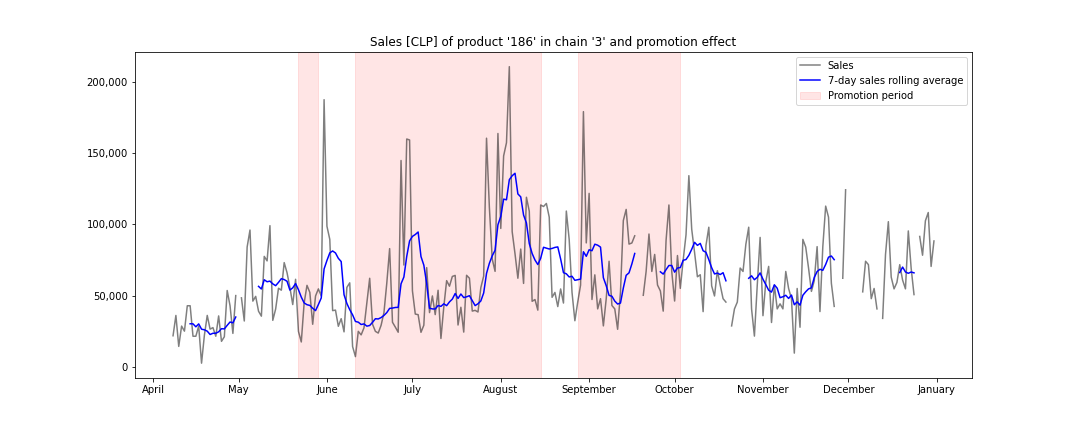 Sales [CLP] of product '186' in chain '3' and promotion effect
Sales
7-day sales rolling average
Promotion period
200,000
150,000
100,000
50,000
0
April May June July August September October November December January